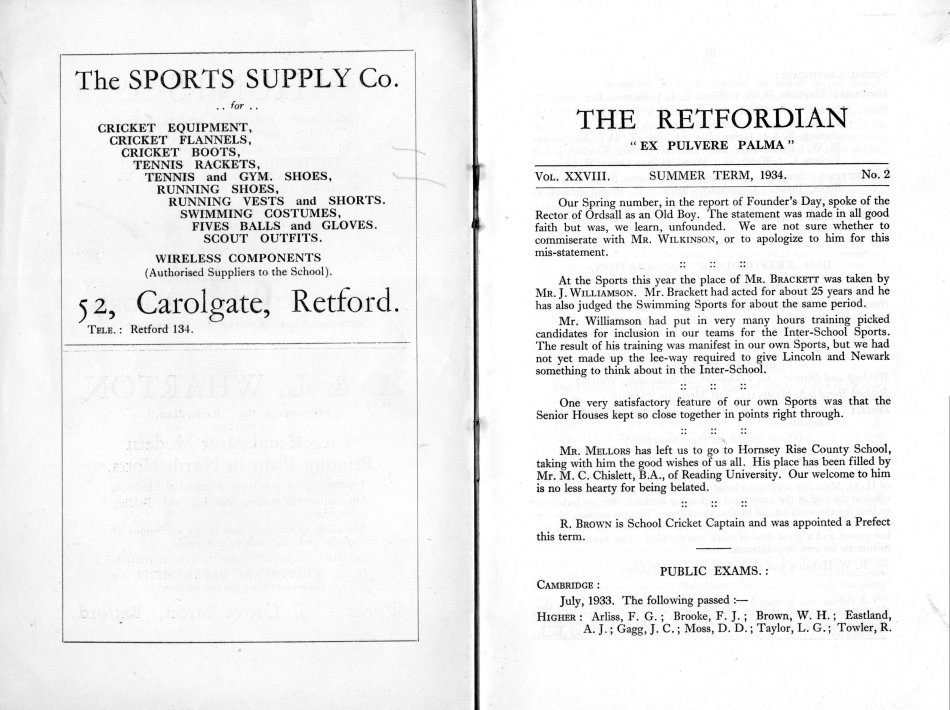 The SPORTS SUPPLY Co.
. . for . .
CRICKET EQUIPMENT,
CRICKET FLANNELS,
CRICKET BOOTS,
TENNIS RACKETS,
TENNIS and GYM. SHOES,
RUNNING SHOES,
RUNNING VESTS and SHORTS.
SWIMMING COSTUMES,
FIVES BALLS and GLOVES.
SCOUT OUTFITS.
WIRELESS COMPONENTS
(Authorised Suppliers to the School).
52, Carolgate, Retford.
TELE. : Retford 134.
THE RETFORDIAN
" EX PULVERE PALMA "
VOL. XXVIII. SUMMER TERM, 1934. No. 2
Our Spring number, in the report of Founder's Day, spoke of the
Rector of Ordsall as an Old Boy. The statement was made in all good
faith but was, we learn, unfounded. We are not sure whether to
commiserate with MR. WILKINSON, or to apologize to him for this
mis-statement.
:: :: ::
At the Sports this year the place of MR. BRACKETT was taken by
MR. J. WILLIAMSON. Mr. Brackett had acted for about 25 years and he
has also judged the Swimming Sports for about the same period.
Mr. Williamson had put in very many hours training picked
candidates for inclusion in our teams for the Inter-School Sports.
The result of his training was manifest in our own Sports, but we had
not yet made up the lee-way required to give Lincoln and Newark
something to think about in the Inter-School.
:: :: ::
One very satisfactory feature of our own Sports was that the
Senior Houses kept so close together in points right through.
:: :: ::
MR. MELLORS has left us to go to Hornsey Rise County School,
taking with him the good wishes of us all. His place has been filled by
Mr. M. C. Chislett, B.A., of Reading University. Our welcome to him
is no less hearty for being belated.
:: :: ::
R. BROWN is School Cricket Captain and was appointed a Prefect
this term.
PUBLIC EXAMS. :
CAMBRIDGE :
July, 1933. The following passed :—
HIGHER : Arliss, F. G. ; Brooke, F. J. ; Brown, W. H. ; Eastland,
A. J. ; Gagg, J. C. ; Moss, D. D. ; Taylor, L. G. ; Towler, R.